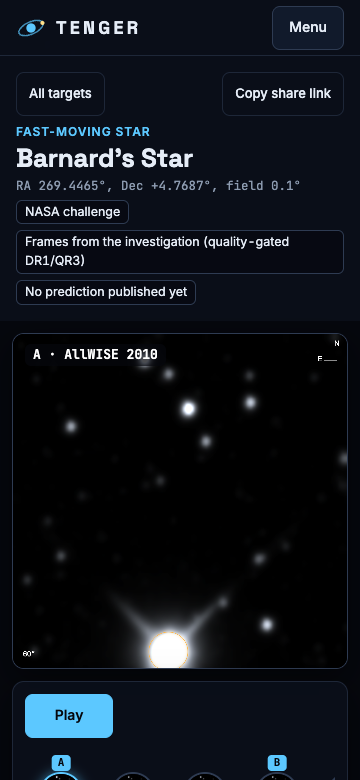 TENGER
Menu
All targets
Copy share link
FAST-MOVING STAR
Barnard's Star
RA 269.4465°, Dec +4.7687°, field 0.1°
NASA challenge
Frames from the investigation (quality-gated
DR1/QR3)
No prediction published yet
A · AllWISE 2010
N
E
60"
Play
A
B